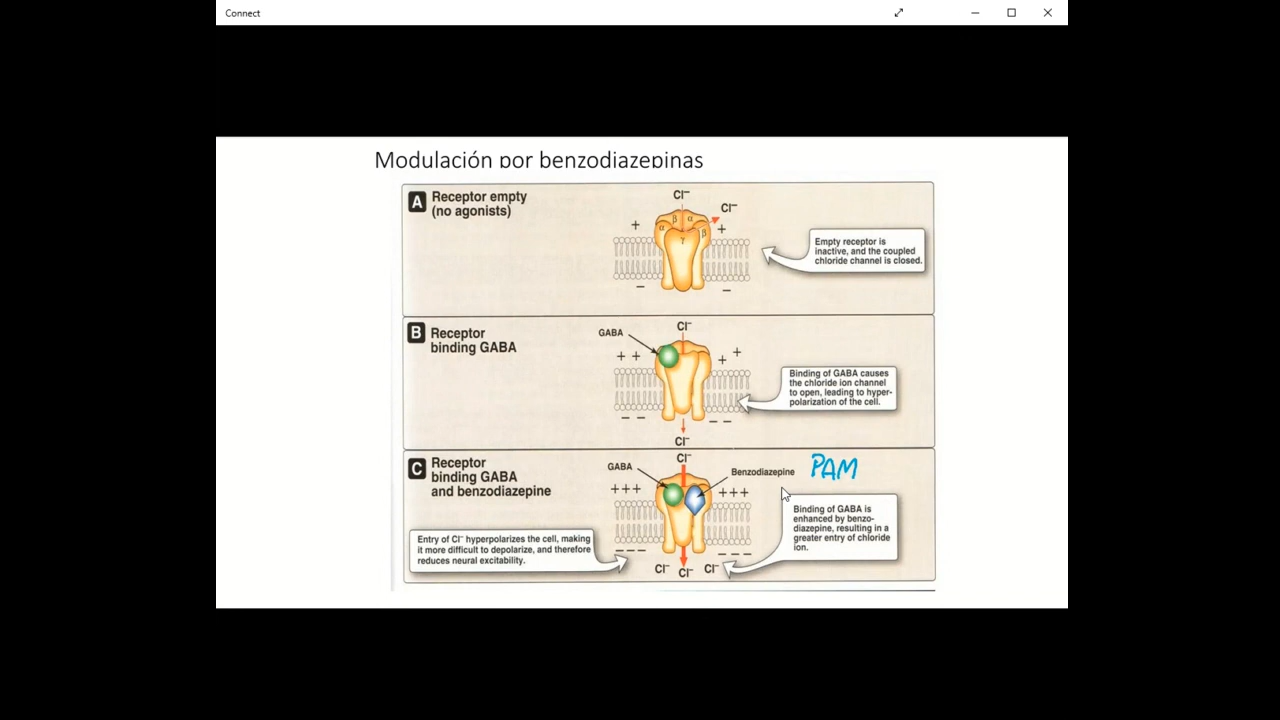 Connect
Modulación por benzodiazepinas
A Receptor empty
(no agonists)
Cl⁻
Cl⁻
+ +
α β α β
γ
− −
Empty receptor is
inactive, and the coupled
chloride channel is closed.
B Receptor
binding GABA
GABA
Cl⁻
+ + + +
− − − −
Cl⁻
Binding of GABA causes
the chloride ion channel
to open, leading to hyper-
polarization of the cell.
C Receptor
binding GABA
and benzodiazepine
GABA
Cl⁻
Benzodiazepine
PAM
+++ +++
Binding of GABA is
enhanced by benzo-
diazepine, resulting in a
greater entry of chloride
ion.
Entry of Cl⁻ hyperpolarizes the cell, making
it more difficult to depolarize, and therefore
reduces neural excitability.
−−− −−−
Cl⁻ Cl⁻ Cl⁻